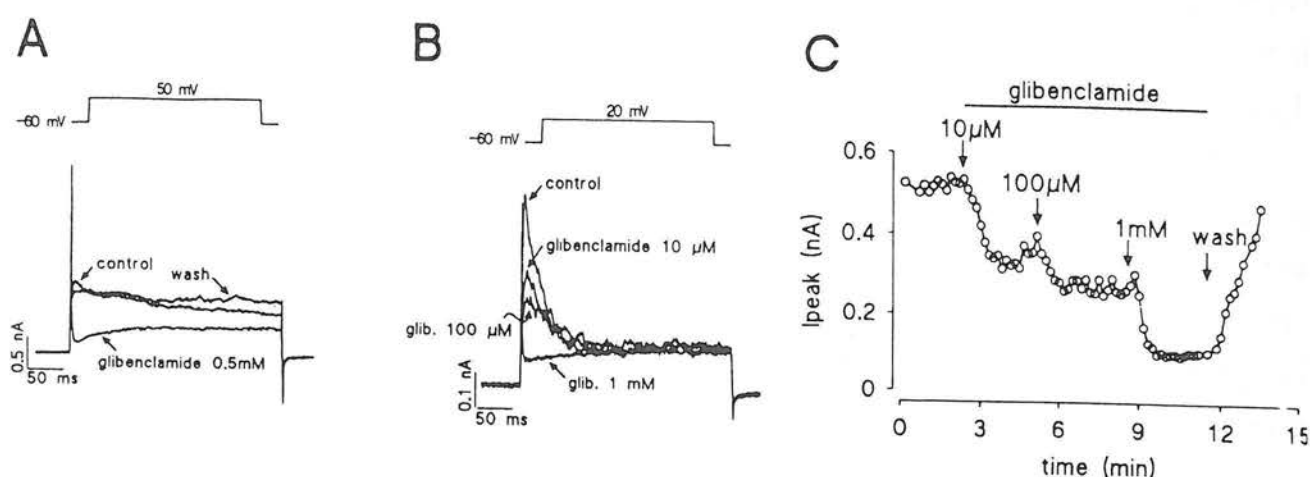 A
50 mV
−60 mV
control
wash
glibenclamide 0.5mM
0.5 nA
50 ms
B
20 mV
−60 mV
control
glibenclamide 10 µM
glib. 100 µM
glib. 1 mM
0.1 nA
50 ms
C
glibenclamide
10µM
100µM
1mM
wash
Ipeak (nA)
0.6
0.4
0.2
0
0 3 6 9 12 15
time (min)